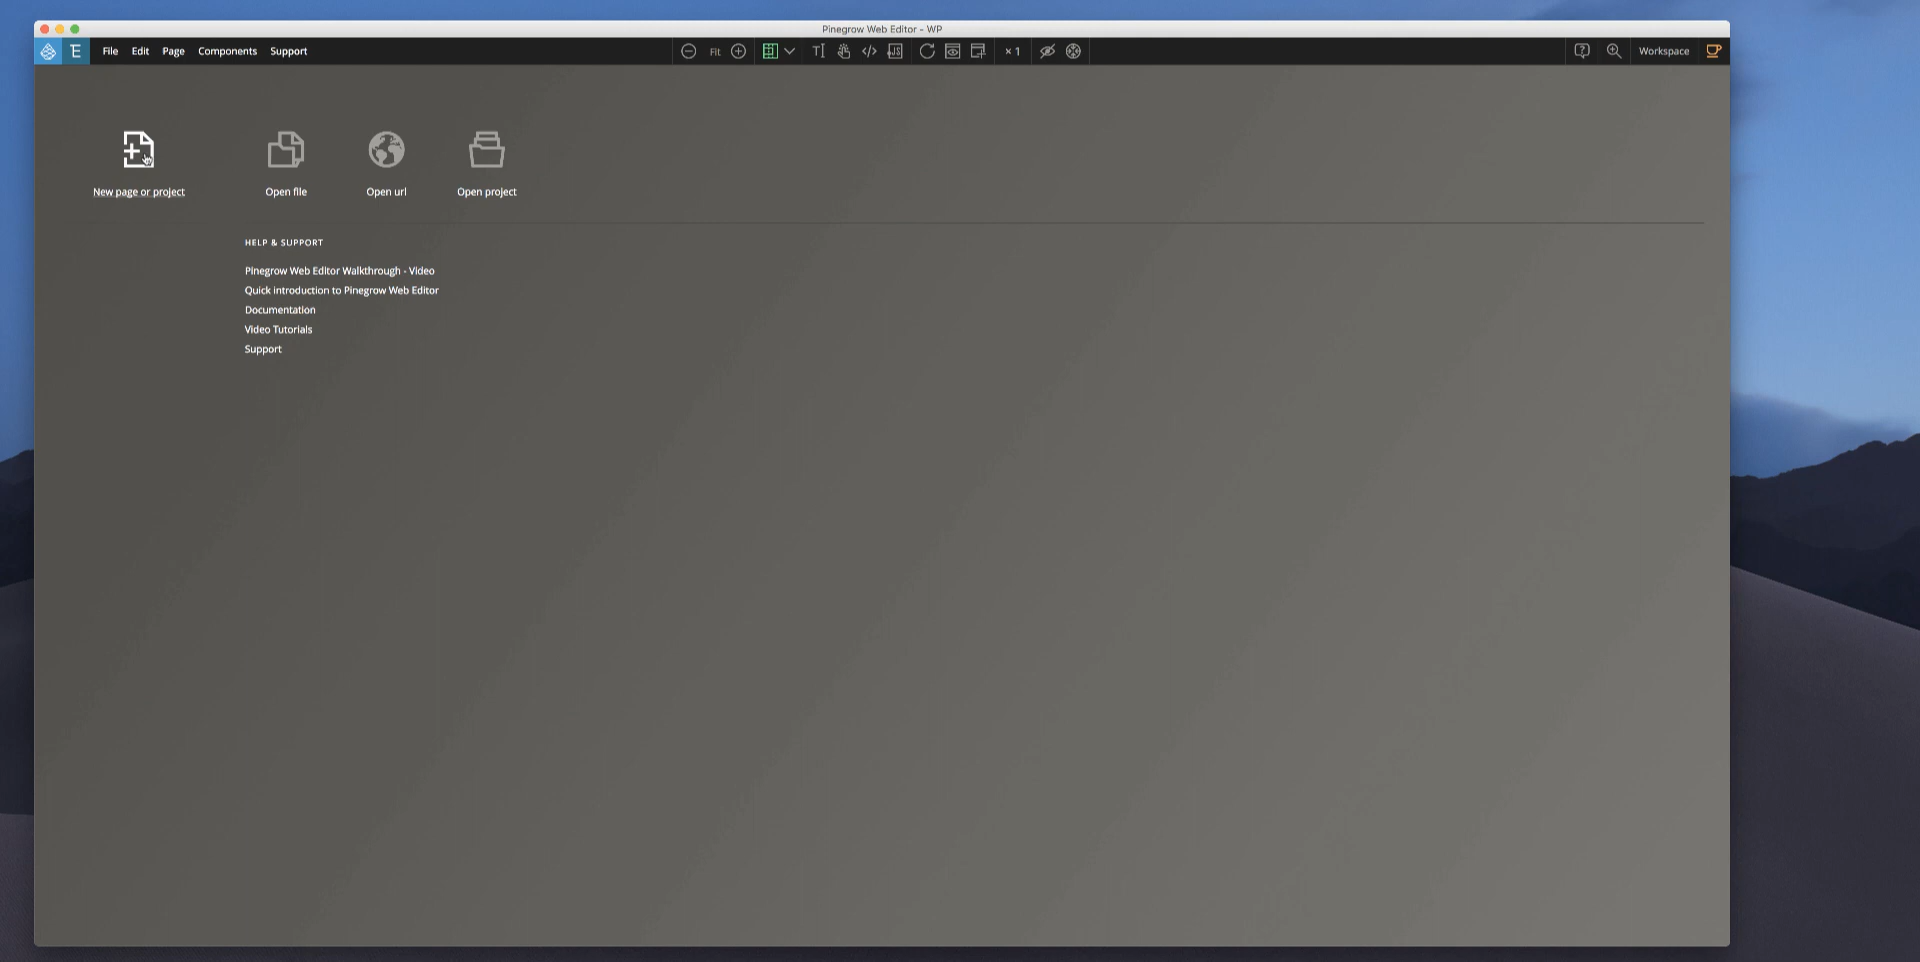 Pinegrow Web Editor - WP
File Edit Page Components Support Fit TI </> JS × 1 ? Workspace
New page or project Open file Open url Open project
HELP & SUPPORT
Pinegrow Web Editor Walkthrough - Video
Quick introduction to Pinegrow Web Editor
Documentation
Video Tutorials
Support